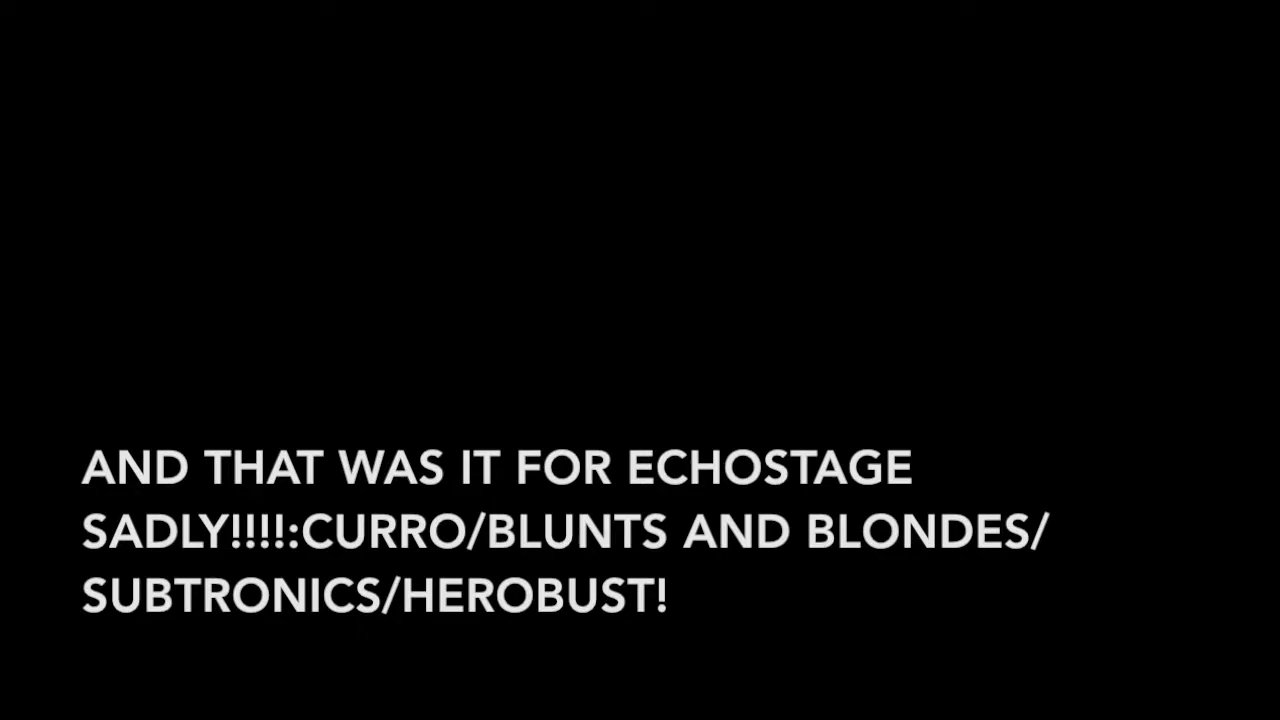 AND THAT WAS IT FOR ECHOSTAGE
SADLY!!!!:CURRO/BLUNTS AND BLONDES/
SUBTRONICS/HEROBUST!